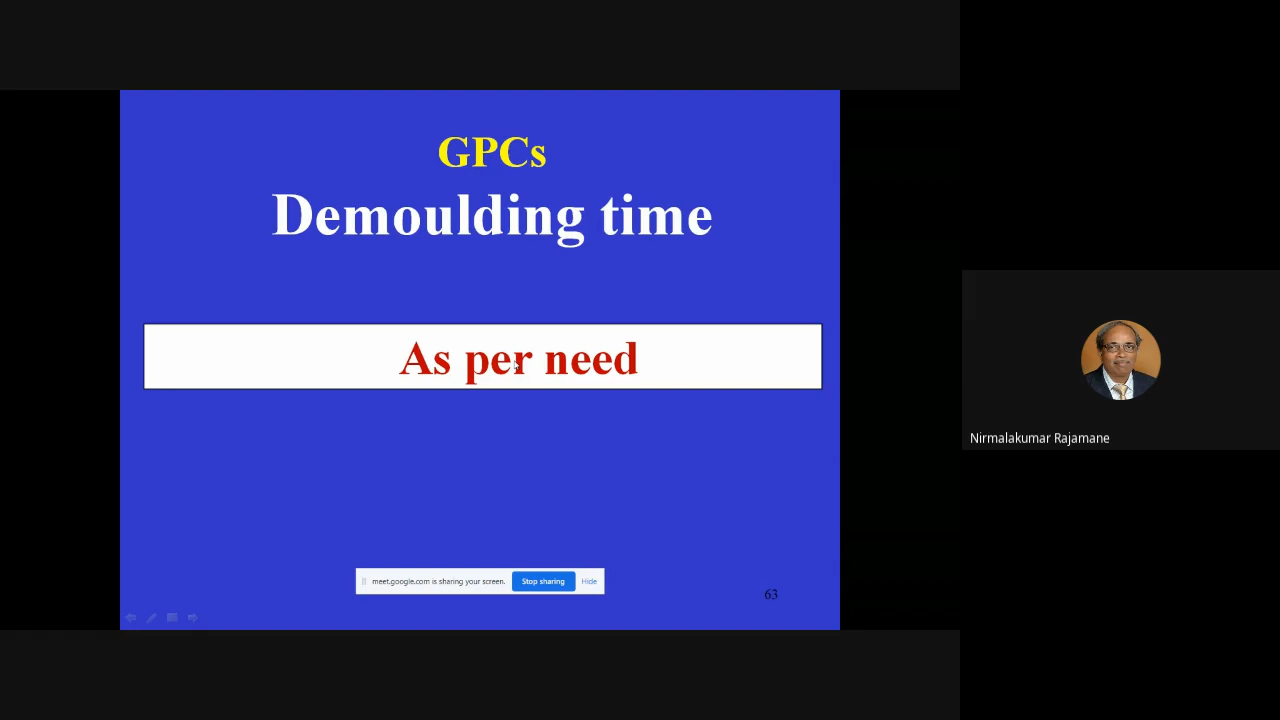 GPCs
Demoulding time
As per need
meet.google.com is sharing your screen. Stop sharing Hide
63
Nirmalakumar Rajamane